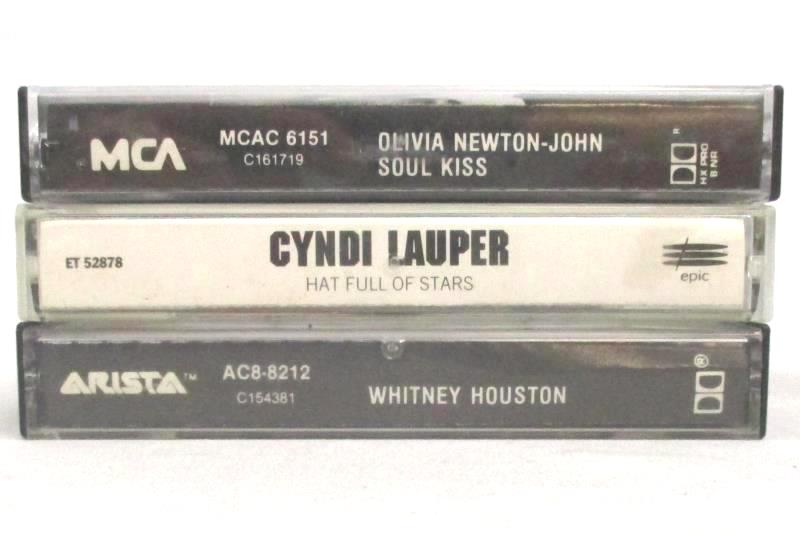 MCA
MCAC 6151
C161719
OLIVIA NEWTON-JOHN
SOUL KISS
HX PRO
B NR
®
ET 52878
CYNDI LAUPER
HAT FULL OF STARS
epic
ARISTA™
AC8-8212
C154381
WHITNEY HOUSTON
®